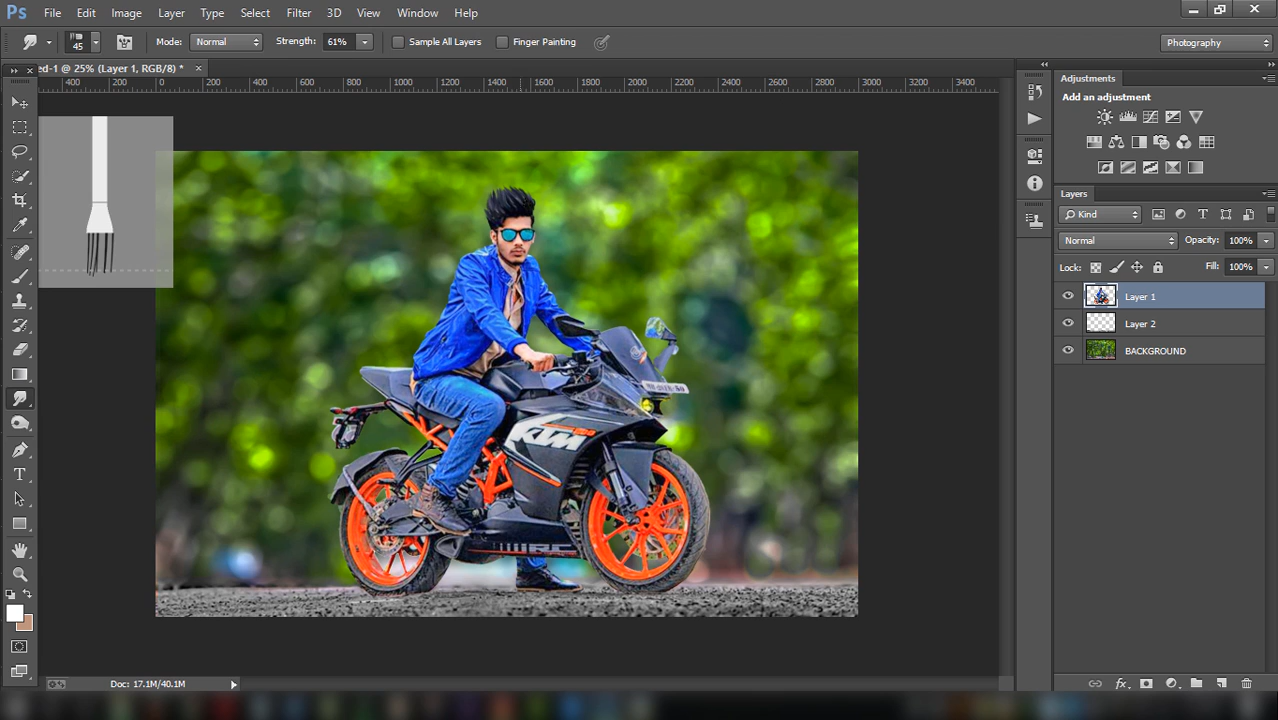 Ps File Edit Image Layer Type Select Filter 3D View Window Help
45 Mode: Normal Strength: 61% Sample All Layers Finger Painting Photography
ed-1 @ 25% (Layer 1, RGB/8) * ×
400 200 0 200 400 600 800 1000 1200 1400 1600 1800 2000 2200 2400 2600 2800 3000 3200 3400
Adjustments
Add an adjustment
Layers
Kind
Normal Opacity: 100%
Lock: Fill: 100%
Layer 1
Layer 2
BACKGROUND
KTM
RC
Doc: 17.1M/40.1M
fx